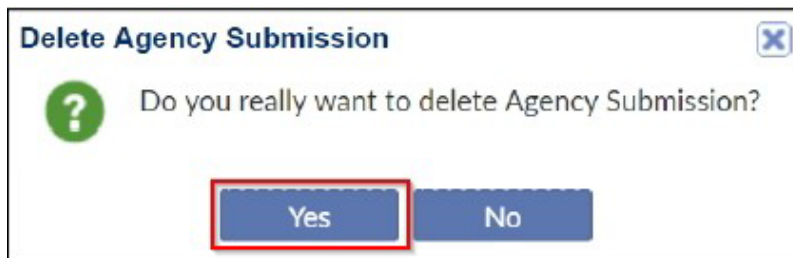 Delete Agency Submission
Do you really want to delete Agency Submission?
Yes No